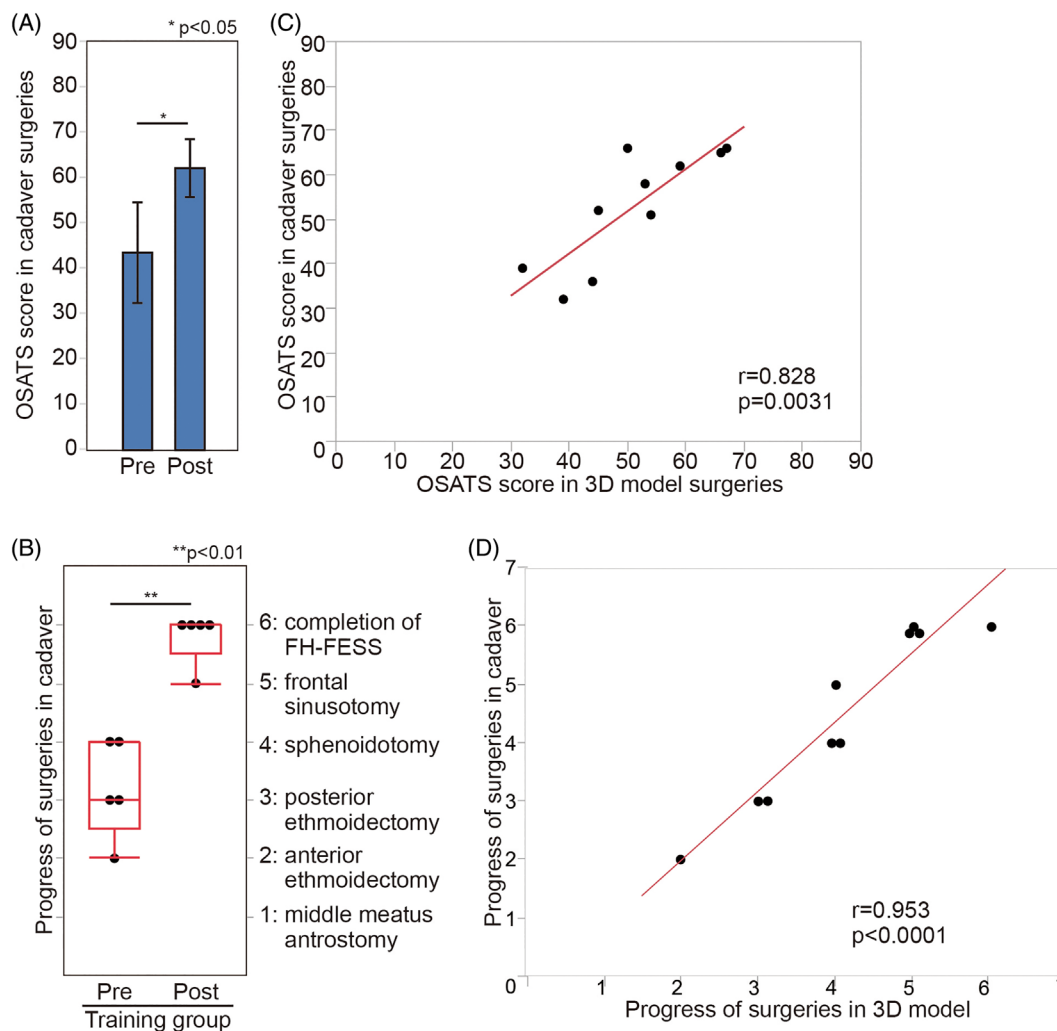 (A)
* p<0.05
OSATS score in cadaver surgeries
90
80
70
60
50
40
30
20
10
0
*
Pre Post
(C)
OSATS score in cadaver surgeries
90
80
70
60
50
40
30
20
10
0
r=0.828
p=0.0031
0 10 20 30 40 50 60 70 80 90
OSATS score in 3D model surgeries
(B)
**p<0.01
Progress of surgeries in cadaver
**
6: completion of
FH-FESS
5: frontal
sinusotomy
4: sphenoidotomy
3: posterior
ethmoidectomy
2: anterior
ethmoidectomy
1: middle meatus
antrostomy
Pre Post
Training group
(D)
Progress of surgeries in cadaver
7
6
5
4
3
2
1
0
r=0.953
p<0.0001
1 2 3 4 5 6
Progress of surgeries in 3D model